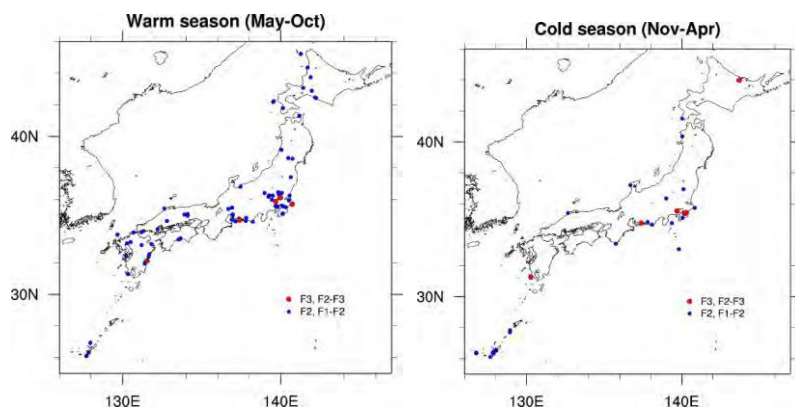 Warm season (May-Oct)
40N
30N
130E
140E
F3, F2-F3
F2, F1-F2
Cold season (Nov-Apr)
40N
30N
130E
140E
F3, F2-F3
F2, F1-F2